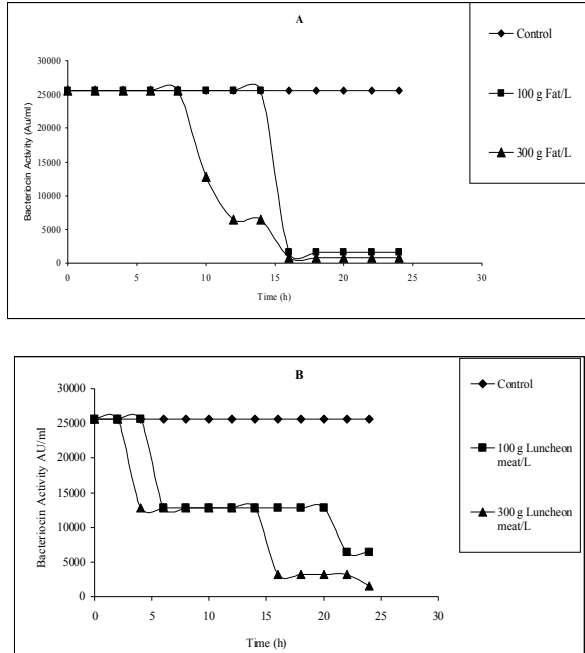 A
Control
100 g Fat/L
300 g Fat/L
Bacteriocin Activity (Au/ml)
30000
25000
20000
15000
10000
5000
0
0 5 10 15 20 25 30
Time (h)
B
Control
100 g Luncheon
meat/L
300 g Luncheon
meat/L
Bacteriocin Activity AU/ml
30000
25000
20000
15000
10000
5000
0
0 5 10 15 20 25 30
Time (h)